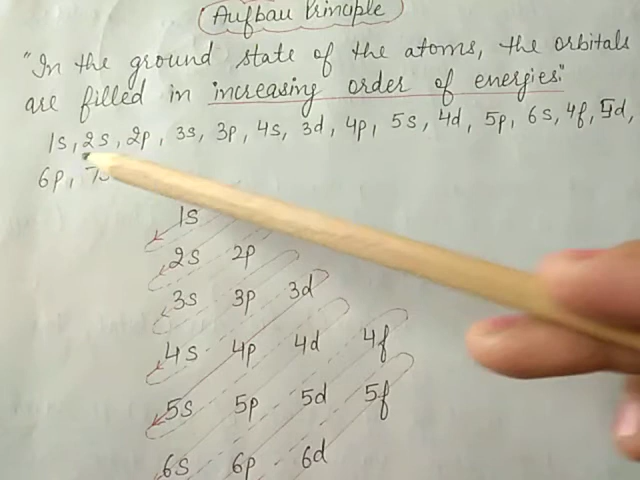 Aufbau Principle
"In the ground state of the atoms, the orbitals
are filled in increasing order of energies."
1s, 2s, 2p, 3s, 3p, 4s, 3d, 4p, 5s, 4d, 5p, 6s, 4f, 5d,
6p,
1s
2s 2p
3s 3p 3d
4s 4p 4d 4f
5s 5p 5d 5f
6s 6p 6d